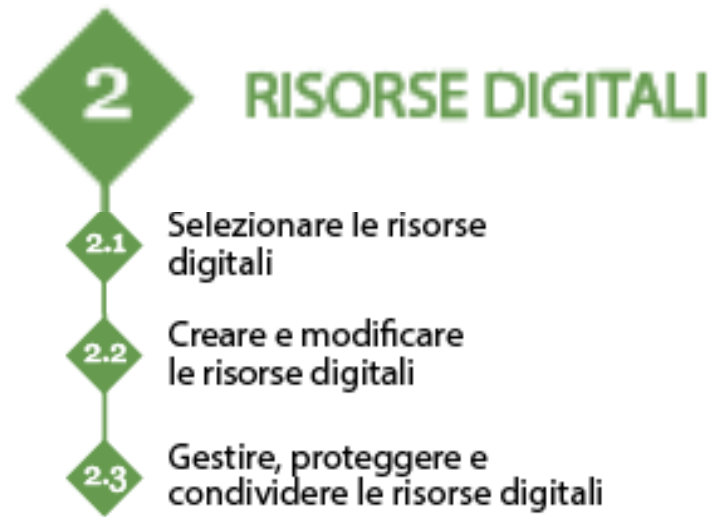 2 RISORSE DIGITALI
2.1 Selezionare le risorse
digitali
2.2 Creare e modificare
le risorse digitali
2.3 Gestire, proteggere e
condividere le risorse digitali